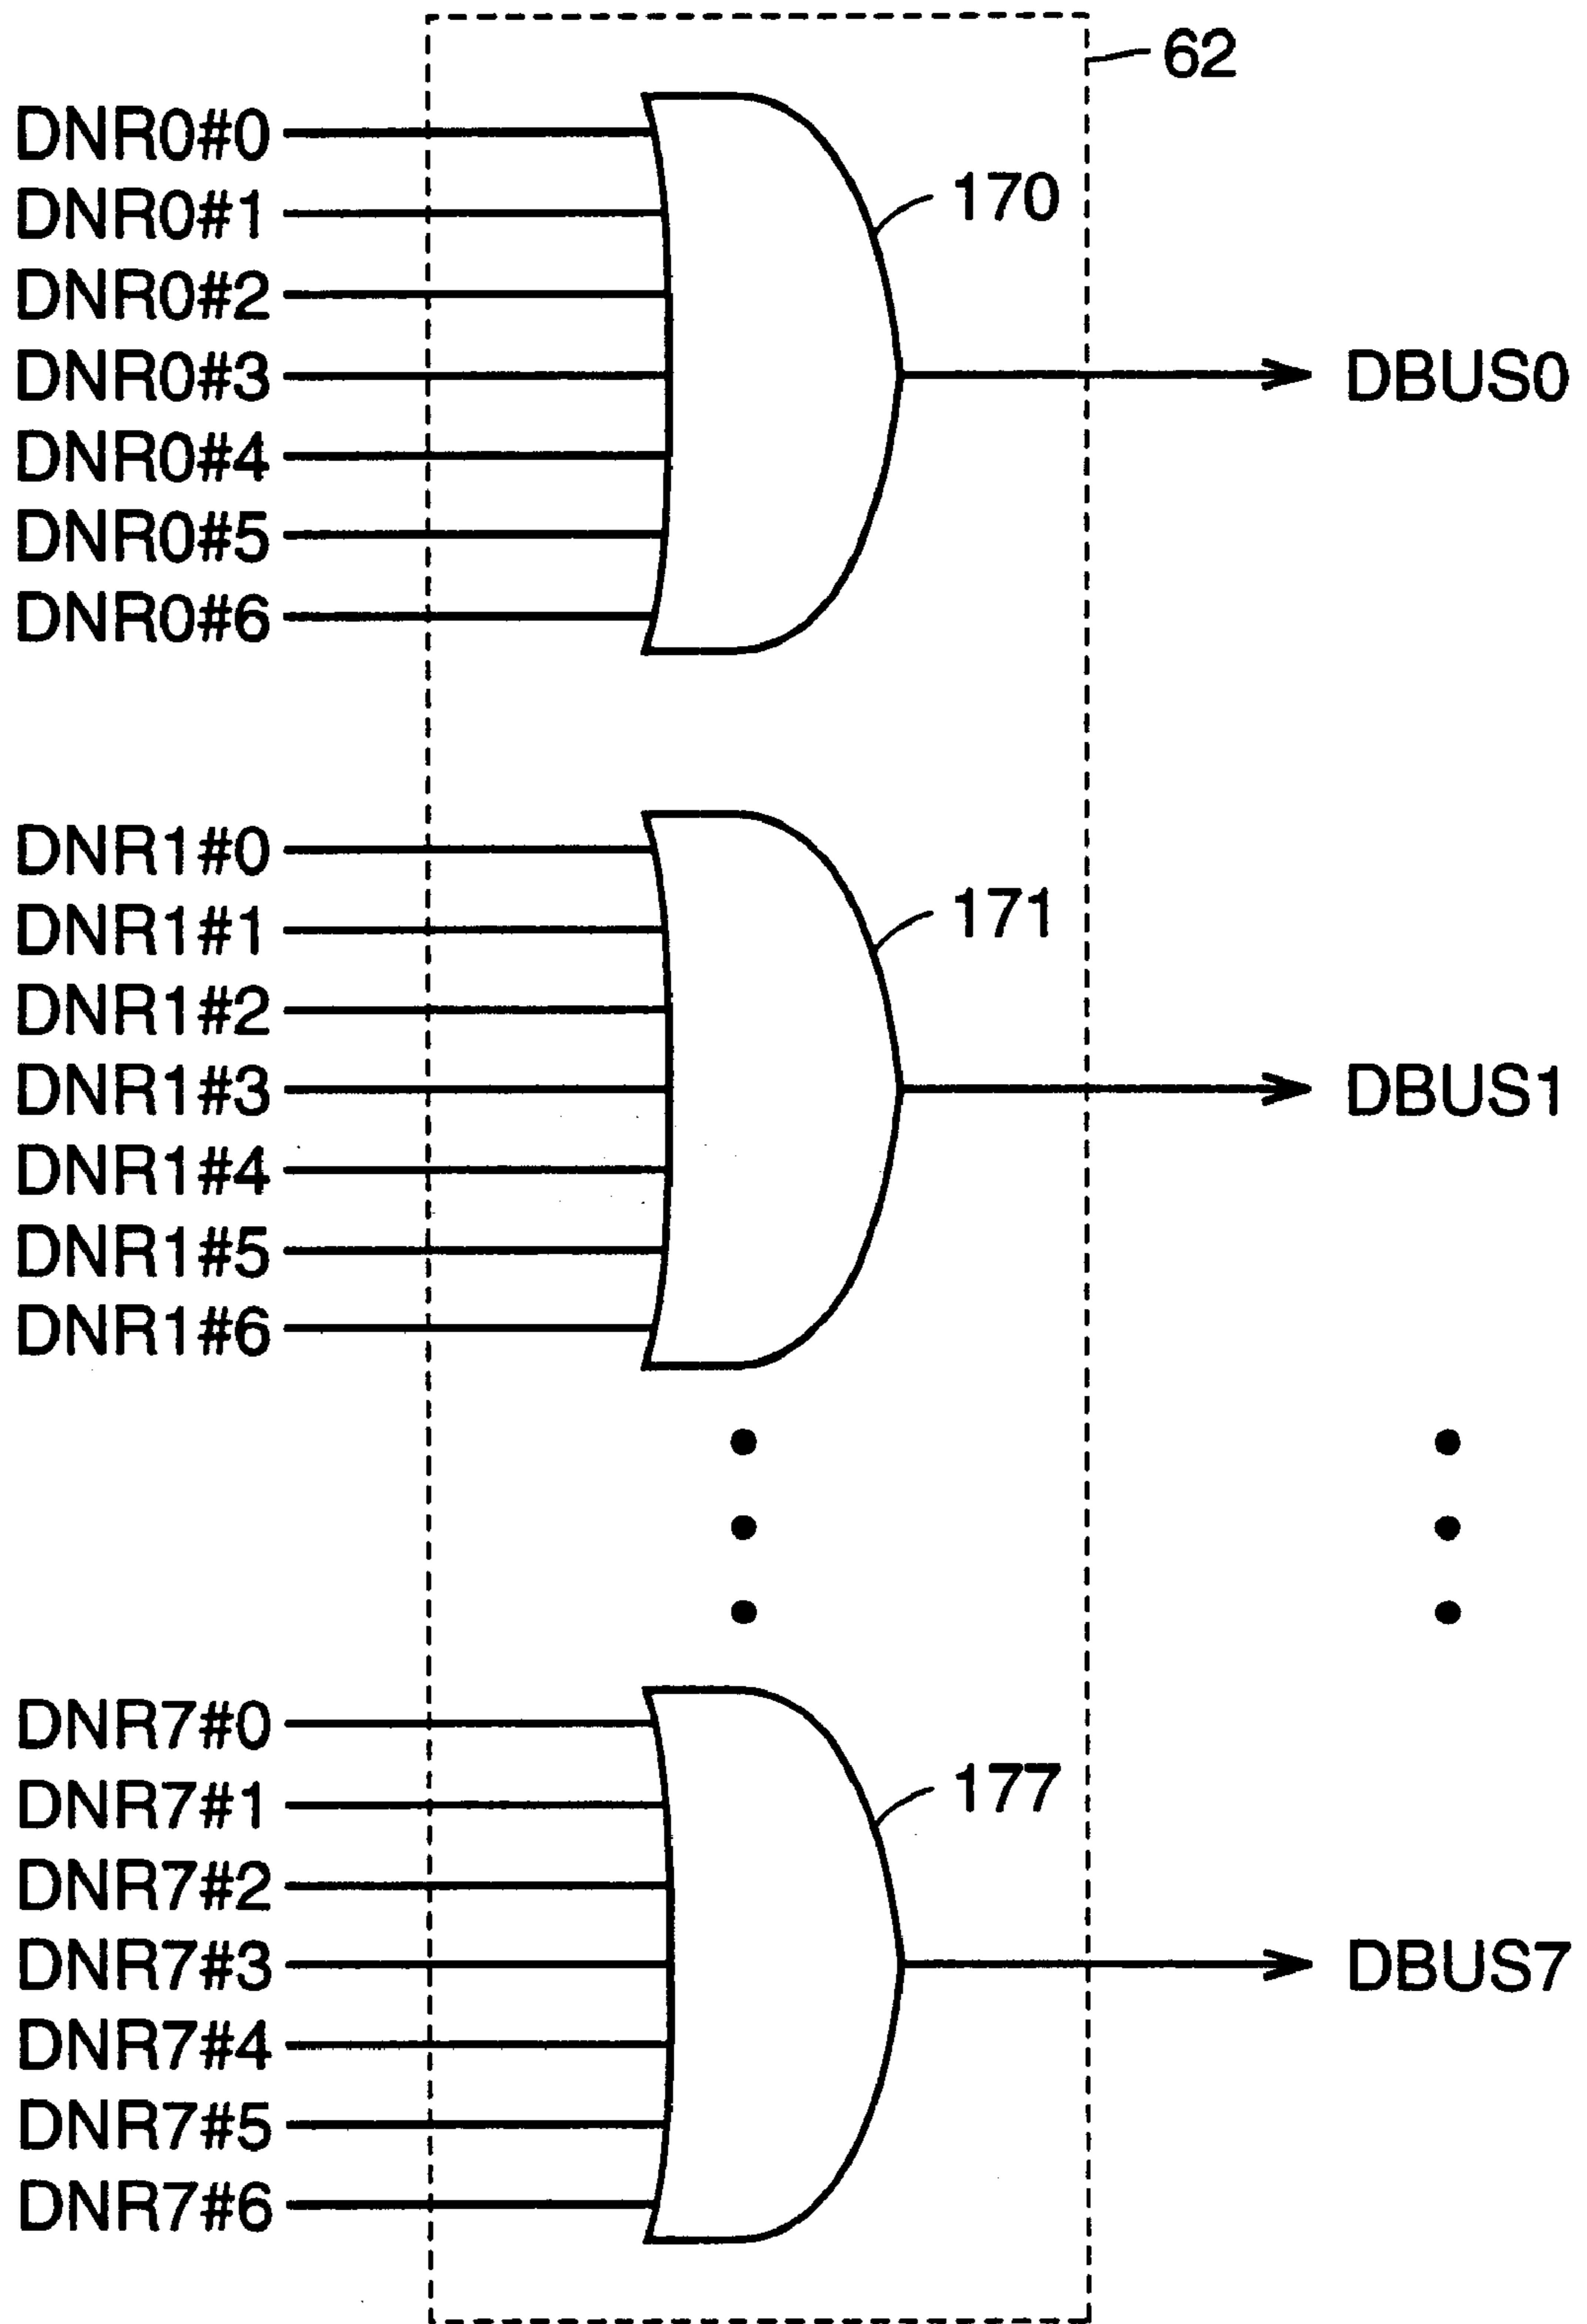 62
DNR0#0
DNR0#1
170
DNR0#2
DNR0#3
DBUS0
DNR0#4
DNR0#5
DNR0#6
DNR1#0
DNR1#1
171
DNR1#2
DNR1#3
DBUS1
DNR1#4
DNR1#5
DNR1#6
DNR7#0
DNR7#1
177
DNR7#2
DNR7#3
DBUS7
DNR7#4
DNR7#5
DNR7#6